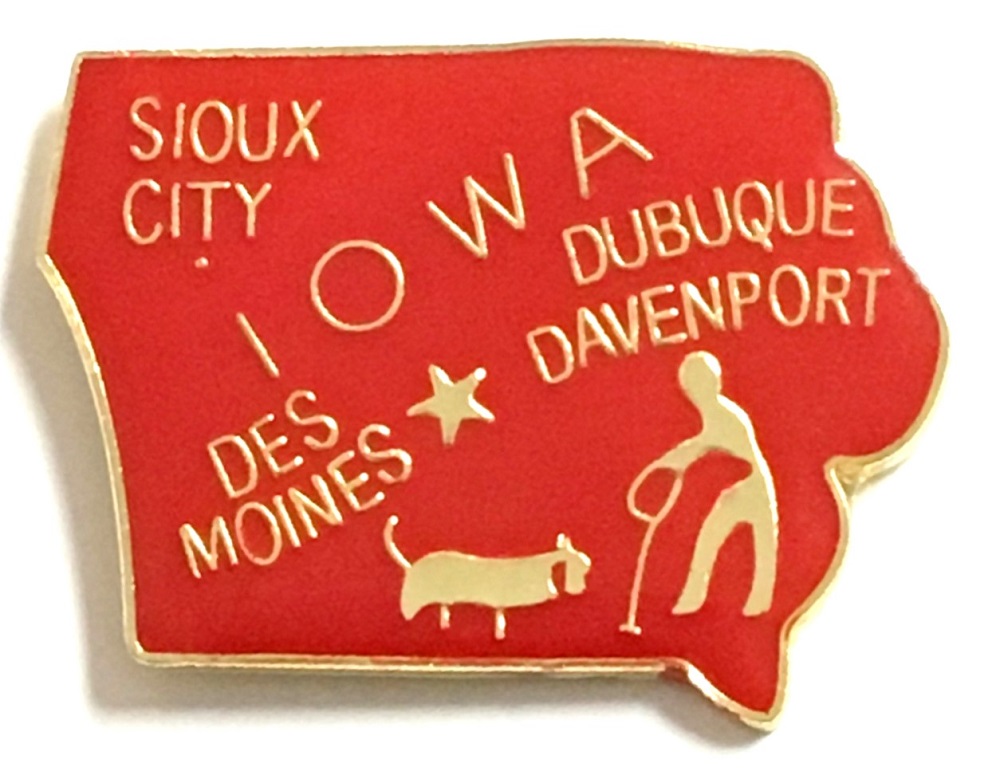 SIOUX
CITY
IOWA
DUBUQUE
DAVENPORT
DES
MOINES